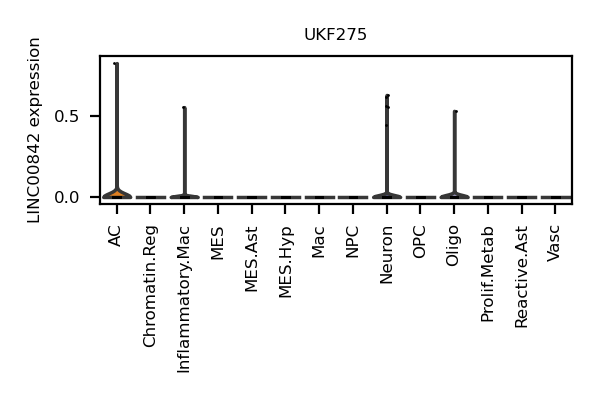 UKF275
LINC00842 expression
0.5
0.0
AC
Chromatin.Reg
Inflammatory.Mac
MES
MES.Ast
MES.Hyp
Mac
NPC
Neuron
OPC
Oligo
Prolif.Metab
Reactive.Ast
Vasc